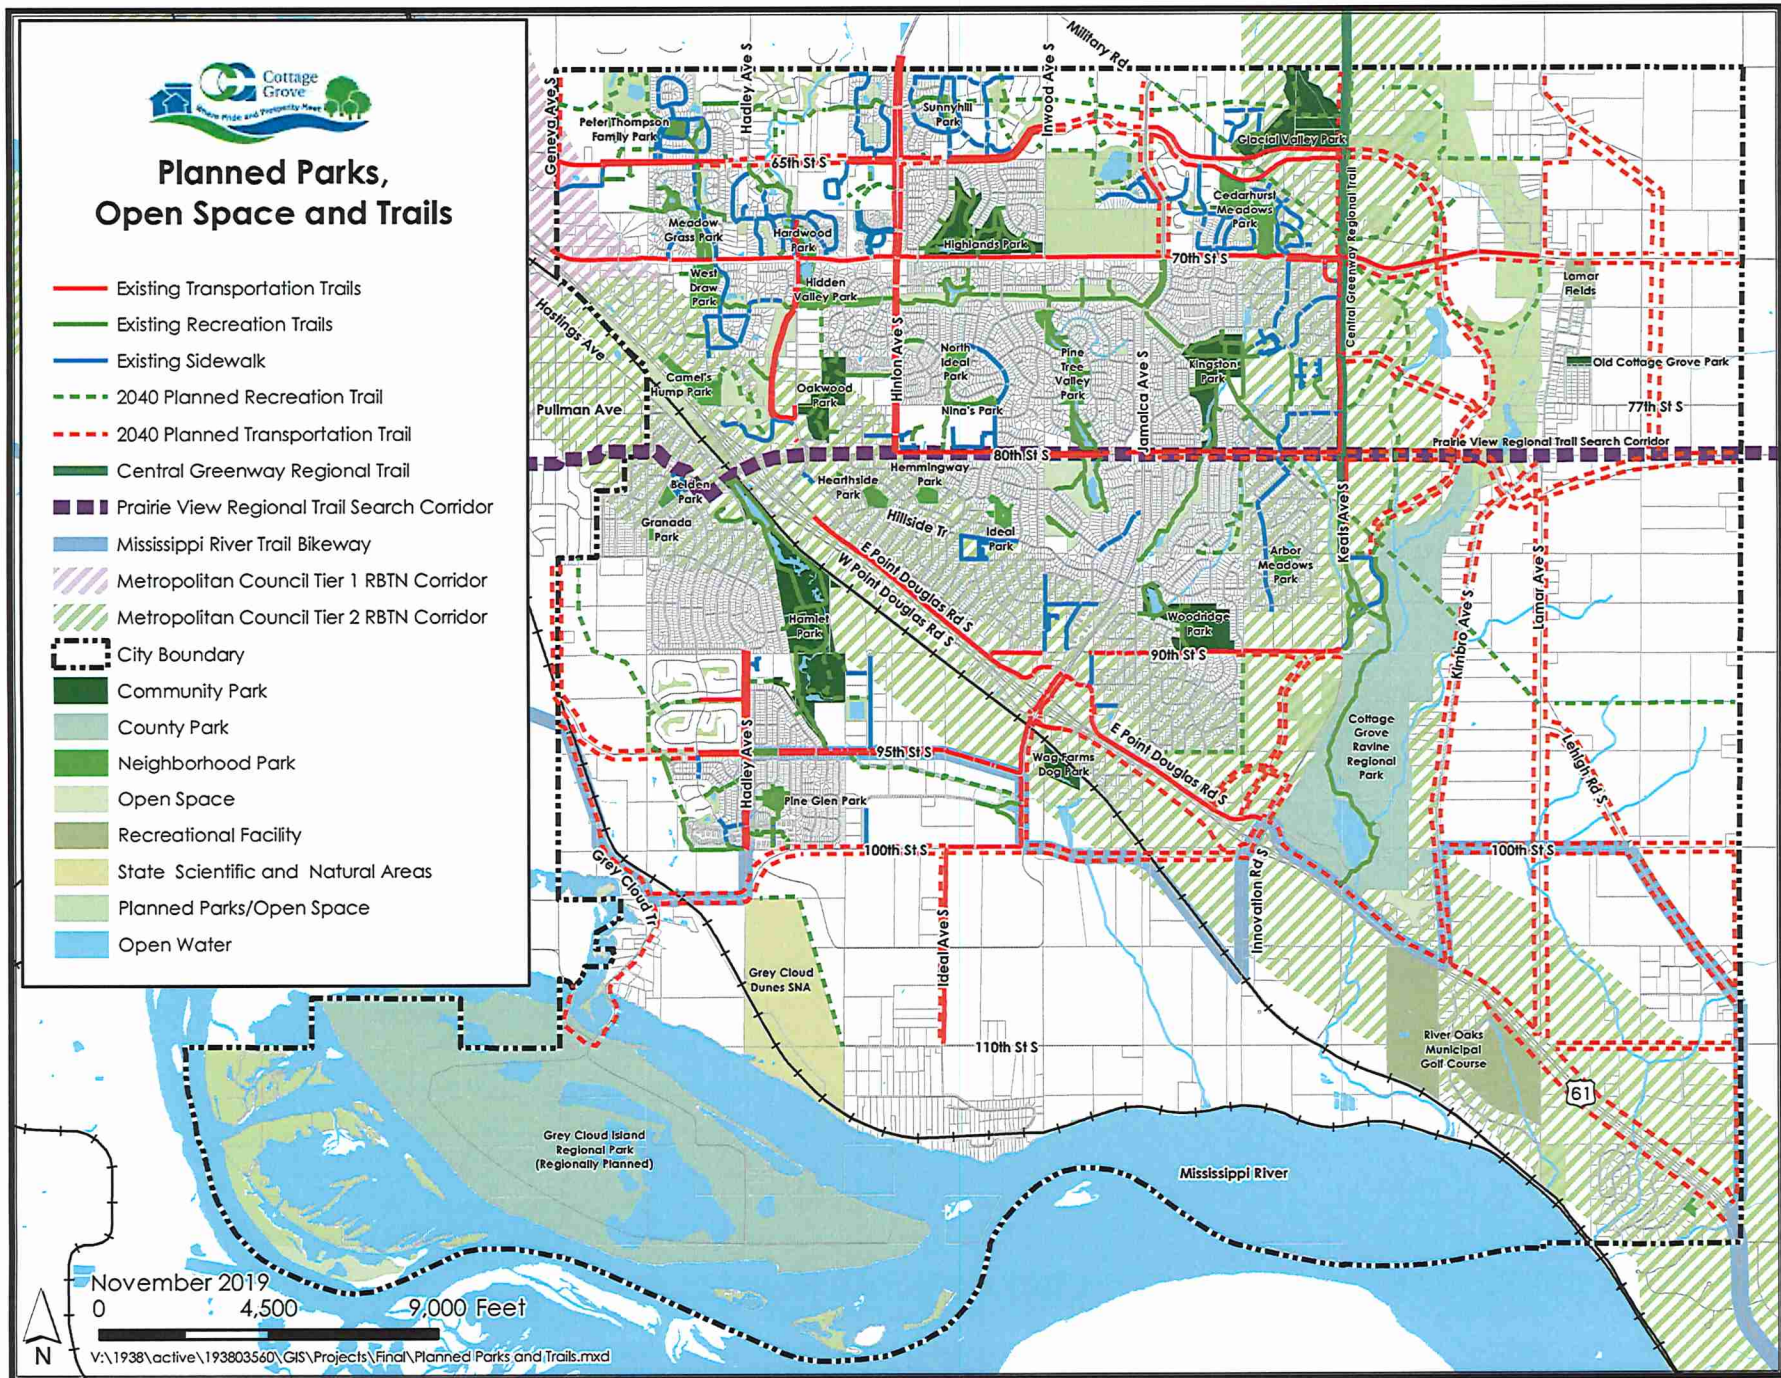 Cottage
Grove
Where Pride and Prosperity Meet
Planned Parks,
Open Space and Trails
Existing Transportation Trails
Existing Recreation Trails
Existing Sidewalk
2040 Planned Recreation Trail
2040 Planned Transportation Trail
Central Greenway Regional Trail
Prairie View Regional Trail Search Corridor
Mississippi River Trail Bikeway
Metropolitan Council Tier 1 RBTN Corridor
Metropolitan Council Tier 2 RBTN Corridor
City Boundary
Community Park
County Park
Neighborhood Park
Open Space
Recreational Facility
State Scientific and Natural Areas
Planned Parks/Open Space
Open Water
November 2019
0 4,500 9,000 Feet
N
V:\1938\active\193803560\GIS\Projects\Final\Planned Parks and Trails.mxd
Geneva Ave S
Hadley Ave S
Inwood Ave S
Military Rd
Peter Thompson
Family Park
Sunnyhill
Park
Glacial Valley Park
65th St S
Meadow
Grass Park
Hardwood
Park
Highlands Park
Cedarhurst
Meadows
Park
Central Greenway Regional Trail
70th St S
West
Draw
Park
Hidden
Valley Park
Lamar
Fields
Hastings Ave
Hinton Ave S
North
Ideal
Park
Pine
Tree
Valley
Park
Jamaica Ave S
Kingston
Park
Old Cottage Grove Park
Camel's
Hump Park
Oakwood
Park
Pullman Ave
Nina's Park
77th St S
Prairie View Regional Trail Search Corridor
80th St S
Belden
Park
Hearthside
Park
Hemmingway
Park
Granada
Park
Hillside Tr
Ideal
Park
Keats Ave S
Arbor
Meadows
Park
E Point Douglas Rd S
W Point Douglas Rd S
Hamlet
Park
Woodridge
Park
Kimbro Ave S
Lamar Ave S
90th St S
Cottage
Grove
Ravine
Regional
Park
E Point Douglas Rd S
Hadley Ave S
95th St S
Wag Farms
Dog Park
Lehigh Rd S
Pine Glen Park
100th St S
100th St S
Grey Cloud Tr
Innovation Rd S
Ideal Ave S
Grey Cloud
Dunes SNA
110th St S
River Oaks
Municipal
Golf Course
61
Grey Cloud Island
Regional Park
(Regionally Planned)
Mississippi River